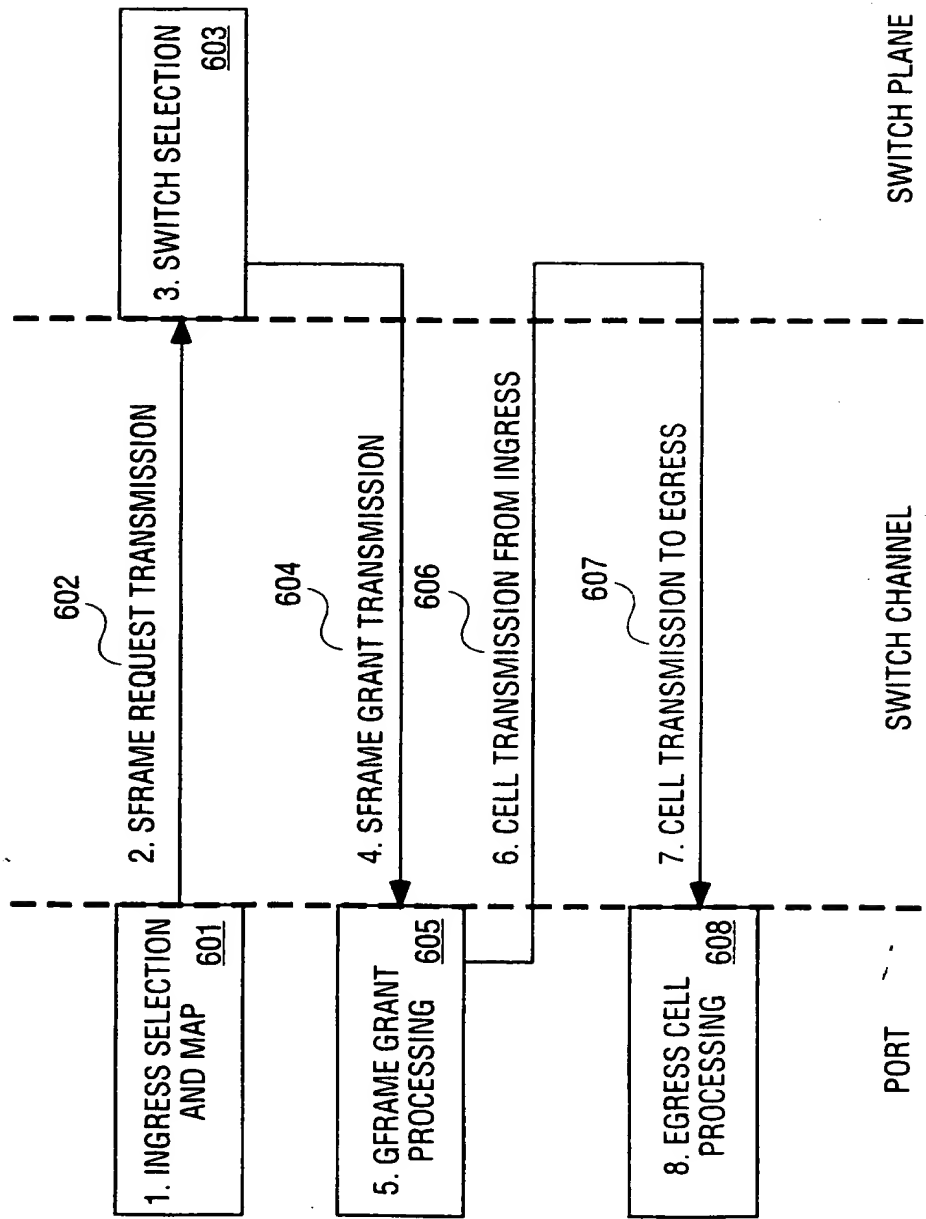 1. INGRESS SELECTION
AND MAP
601
602
2. SFRAME REQUEST TRANSMISSION
3. SWITCH SELECTION
603
604
4. SFRAME GRANT TRANSMISSION
5. GFRAME GRANT
PROCESSING
605
606
6. CELL TRANSMISSION FROM INGRESS
607
7. CELL TRANSMISSION TO EGRESS
8. EGRESS CELL
PROCESSING
608
PORT
SWITCH CHANNEL
SWITCH PLANE